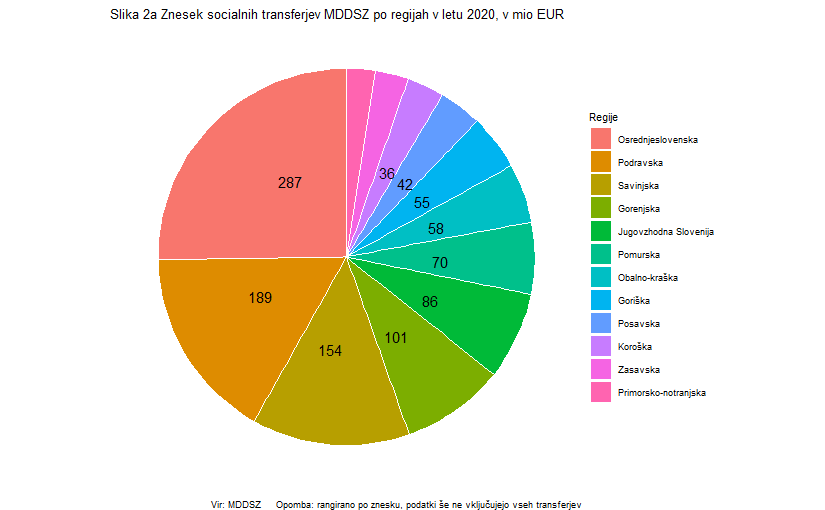 Slika 2a Znesek socialnih transferjev MDDSZ po regijah v letu 2020, v mio EUR
Regije
Osrednjeslovenska
Podravska
Savinjska
Gorenjska
Jugovzhodna Slovenija
Pomurska
Obalno-kraška
Goriška
Posavska
Koroška
Zasavska
Primorsko-notranjska
36
42
287
55
58
70
189
86
101
154
Vir: MDDSZ Opomba: rangirano po znesku, podatki še ne vključujejo vseh transferjev